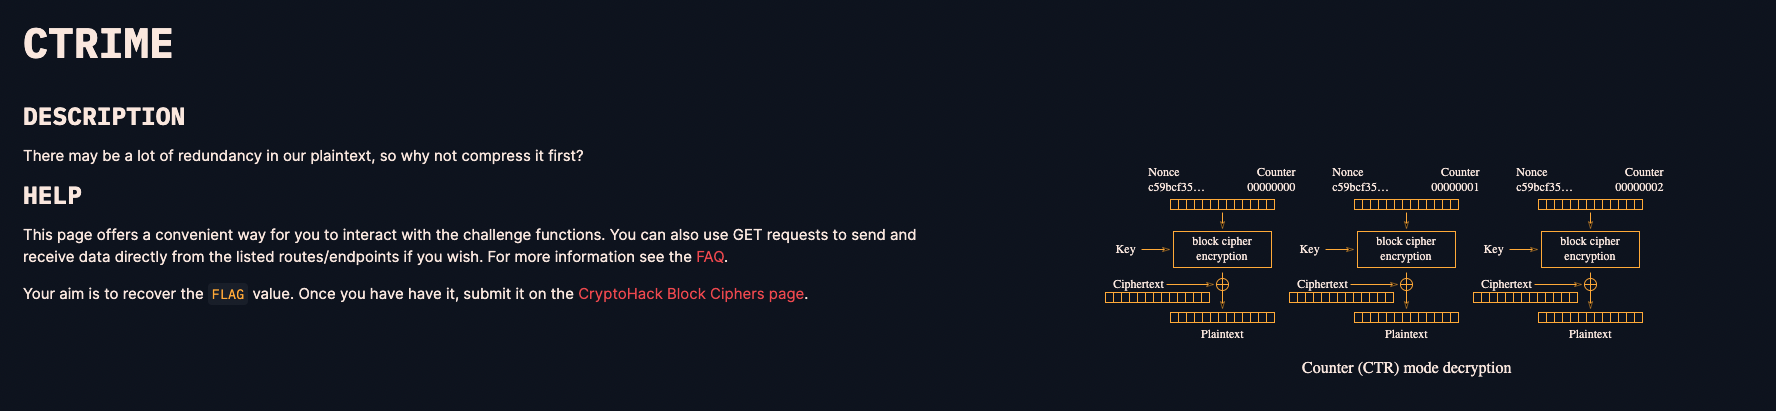 CTRIME
DESCRIPTION
There may be a lot of redundancy in our plaintext, so why not compress it first?
HELP
This page offers a convenient way for you to interact with the challenge functions. You can also use GET requests to send and
receive data directly from the listed routes/endpoints if you wish. For more information see the FAQ.
Your aim is to recover the FLAG value. Once you have have it, submit it on the CryptoHack Block Ciphers page.
Nonce Counter Nonce Counter Nonce Counter
c59bcf35... 00000000 c59bcf35... 00000001 c59bcf35... 00000002
Key block cipher Key block cipher Key block cipher
encryption encryption encryption
Ciphertext Ciphertext Ciphertext
Plaintext Plaintext Plaintext
Counter (CTR) mode decryption